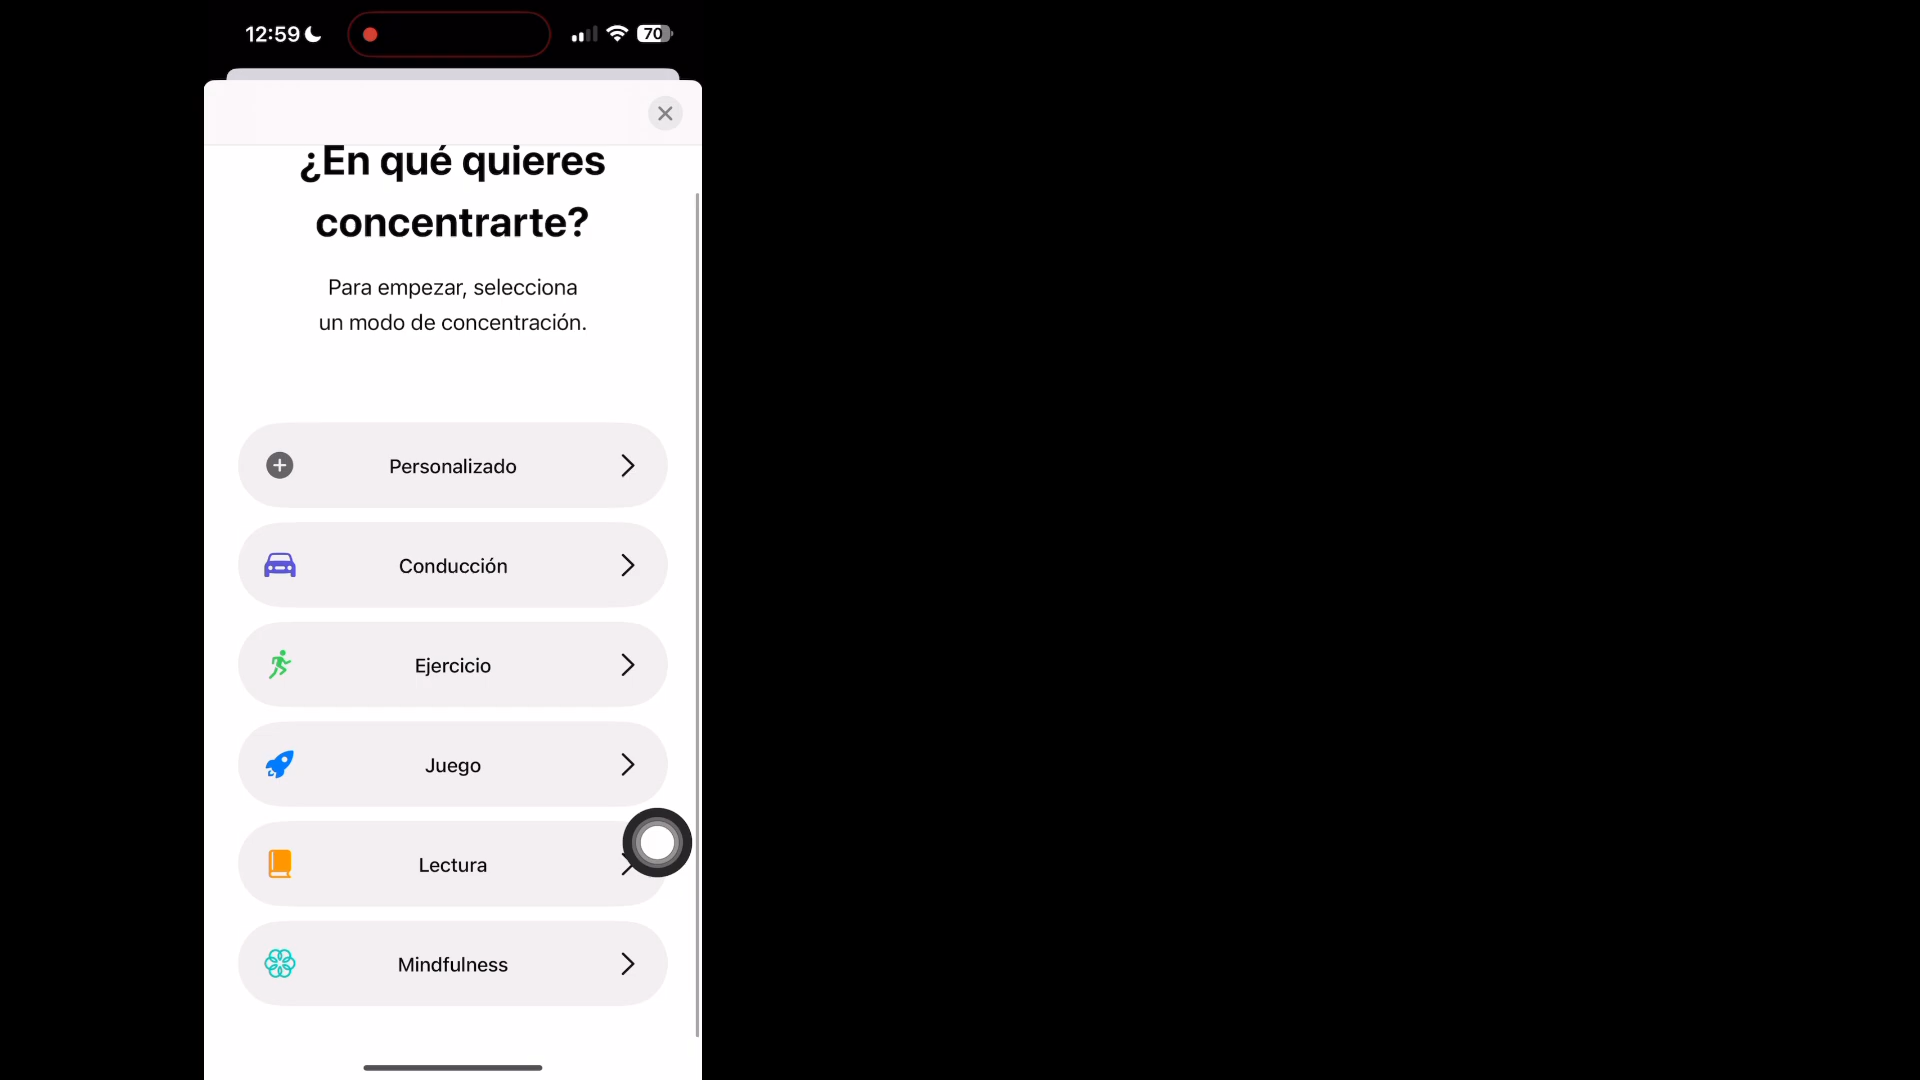 12:59
70
¿En qué quieres
concentrarte?
Para empezar, selecciona
un modo de concentración.
Personalizado
Conducción
Ejercicio
Juego
Lectura
Mindfulness